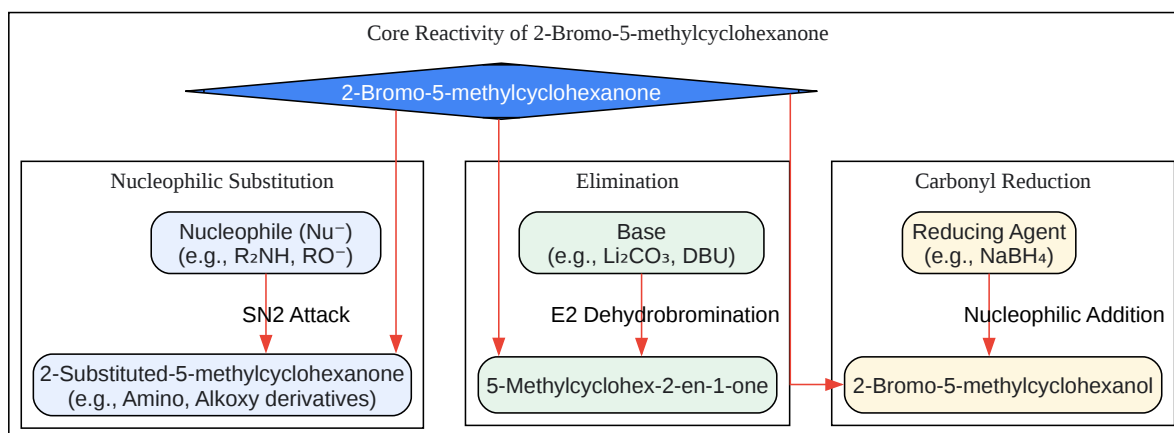 Core Reactivity of 2-Bromo-5-methylcyclohexanone
2-Bromo-5-methylcyclohexanone
Nucleophilic Substitution
Nucleophile (Nu⁻)
(e.g., R₂NH, RO⁻)
SN2 Attack
2-Substituted-5-methylcyclohexanone
(e.g., Amino, Alkoxy derivatives)
Elimination
Base
(e.g., Li₂CO₃, DBU)
E2 Dehydrobromination
5-Methylcyclohex-2-en-1-one
Carbonyl Reduction
Reducing Agent
(e.g., NaBH₄)
Nucleophilic Addition
2-Bromo-5-methylcyclohexanol